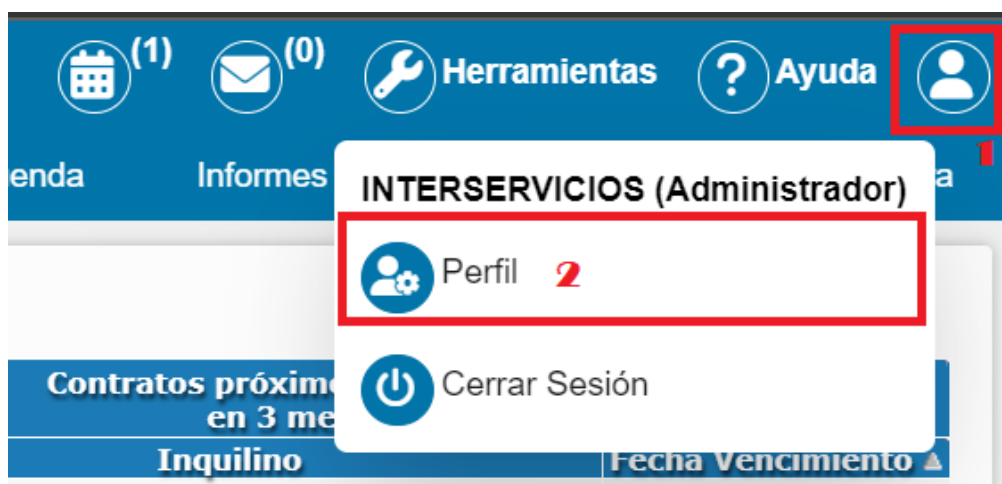 (1) (0) Herramientas Ayuda
1
enda Informes a
INTERSERVICIOS (Administrador)
Perfil 2
Cerrar Sesión
Contratos próxim
en 3 me
Inquilino Fecha Vencimiento